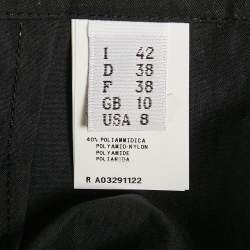 I 42
D 38
F 38
GB 10
USA 8
40% POLIAMMIDICA
POLYAMID-NYLON
POLYAMIDE
POLIAMIDA
R A03291122